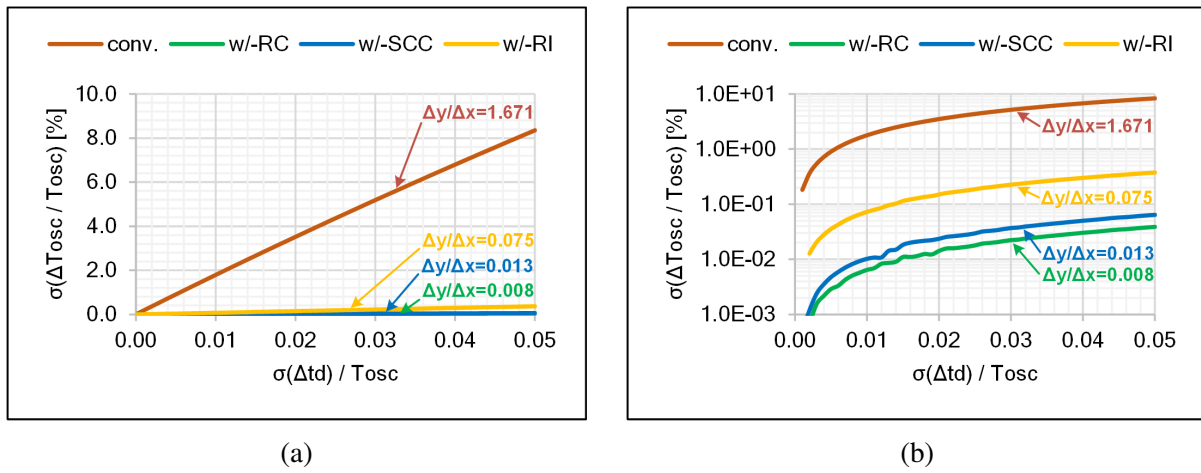 conv. w/-RC w/-SCC w/-RI
10.0
8.0
6.0
4.0
2.0
0.0
σ(ΔTosc / Tosc) [%]
Δy/Δx=1.671
Δy/Δx=0.075
Δy/Δx=0.013
Δy/Δx=0.008
0.00 0.01 0.02 0.03 0.04 0.05
σ(Δtd) / Tosc
(a)
conv. w/-RC w/-SCC w/-RI
1.0E+01
1.0E+00
1.0E-01
1.0E-02
1.0E-03
σ(ΔTosc / Tosc) [%]
Δy/Δx=1.671
Δy/Δx=0.075
Δy/Δx=0.013
Δy/Δx=0.008
0.00 0.01 0.02 0.03 0.04 0.05
σ(Δtd) / Tosc
(b)